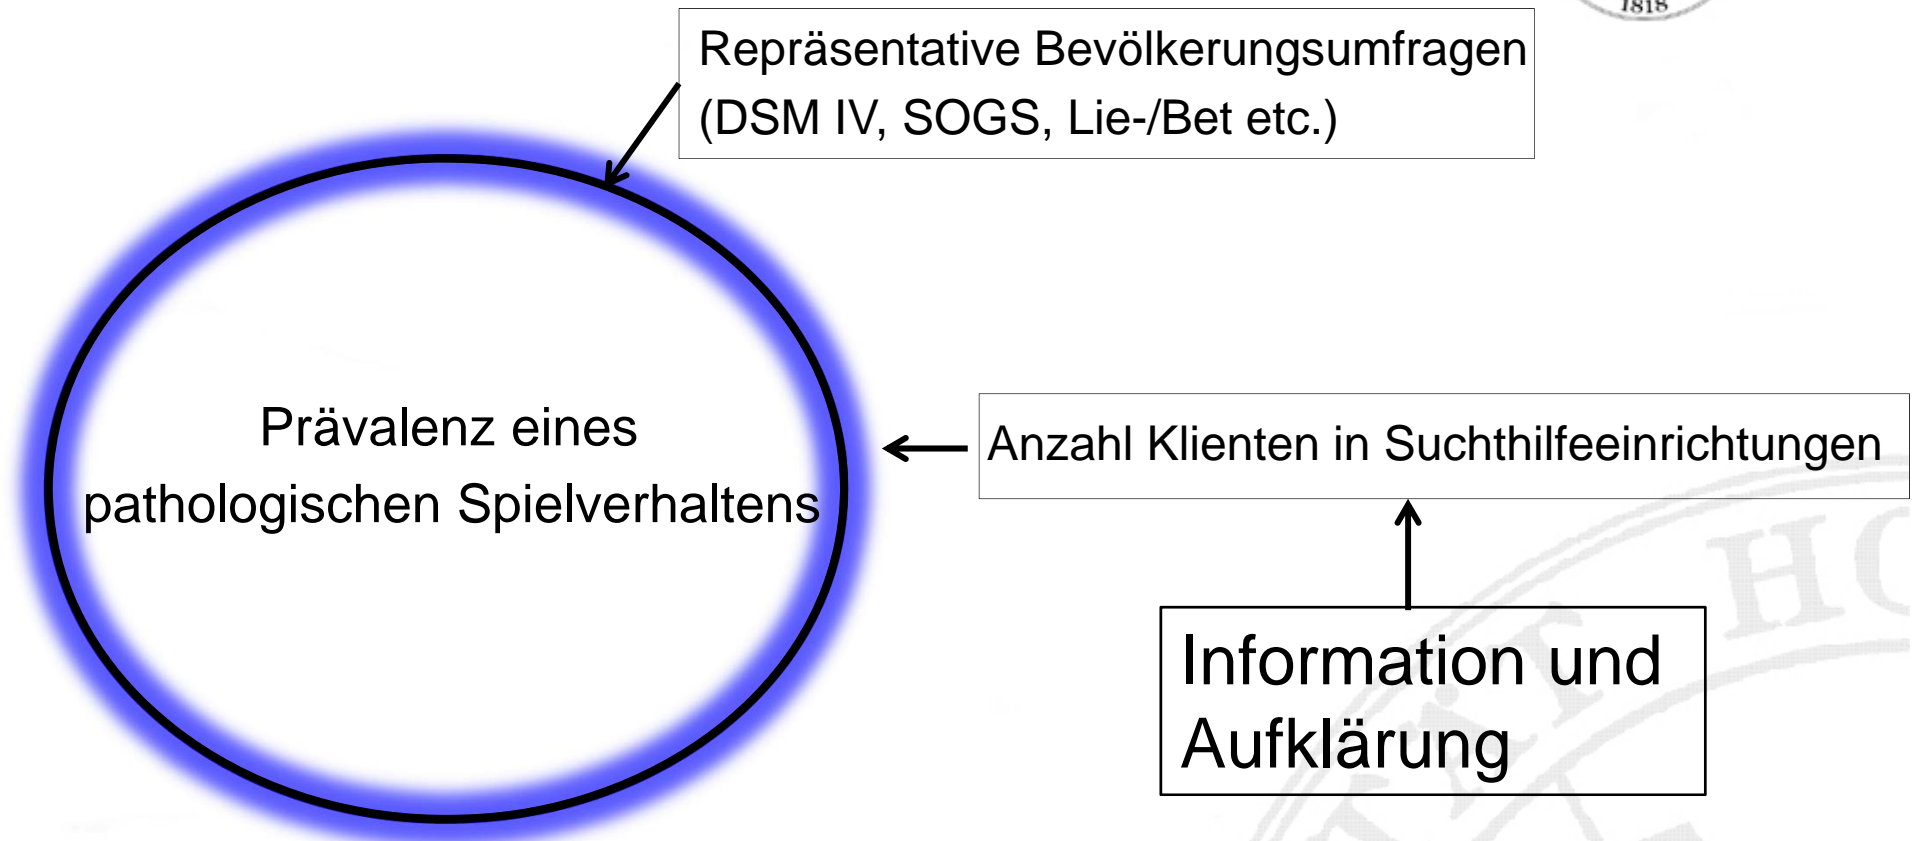 1818
Repräsentative Bevölkerungsumfragen
(DSM IV, SOGS, Lie-/Bet etc.)
Prävalenz eines
pathologischen Spielverhaltens
Anzahl Klienten in Suchthilfeeinrichtungen
Information und
Aufklärung